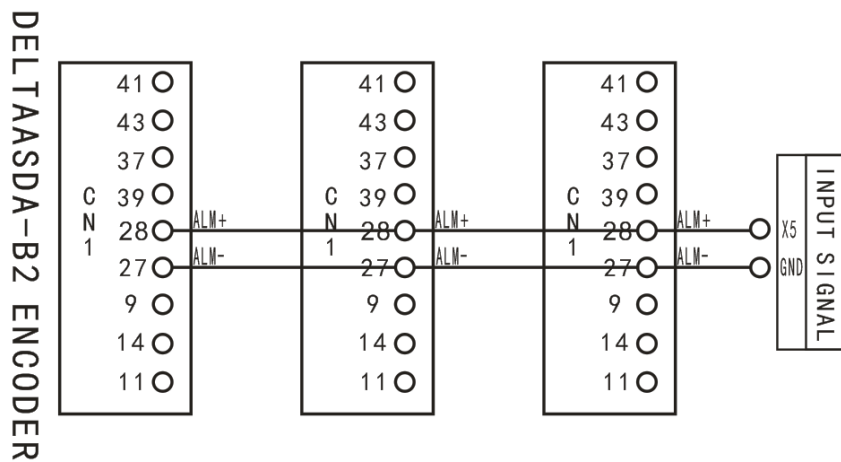 DELTAASDA-B2 ENCODER
CN1
41
43
37
39
28
27
9
14
11
ALM+
ALM-
CN1
41
43
37
39
28
27
9
14
11
ALM+
ALM-
CN1
41
43
37
39
28
27
9
14
11
ALM+
ALM-
X5
GND
INPUT SIGNAL